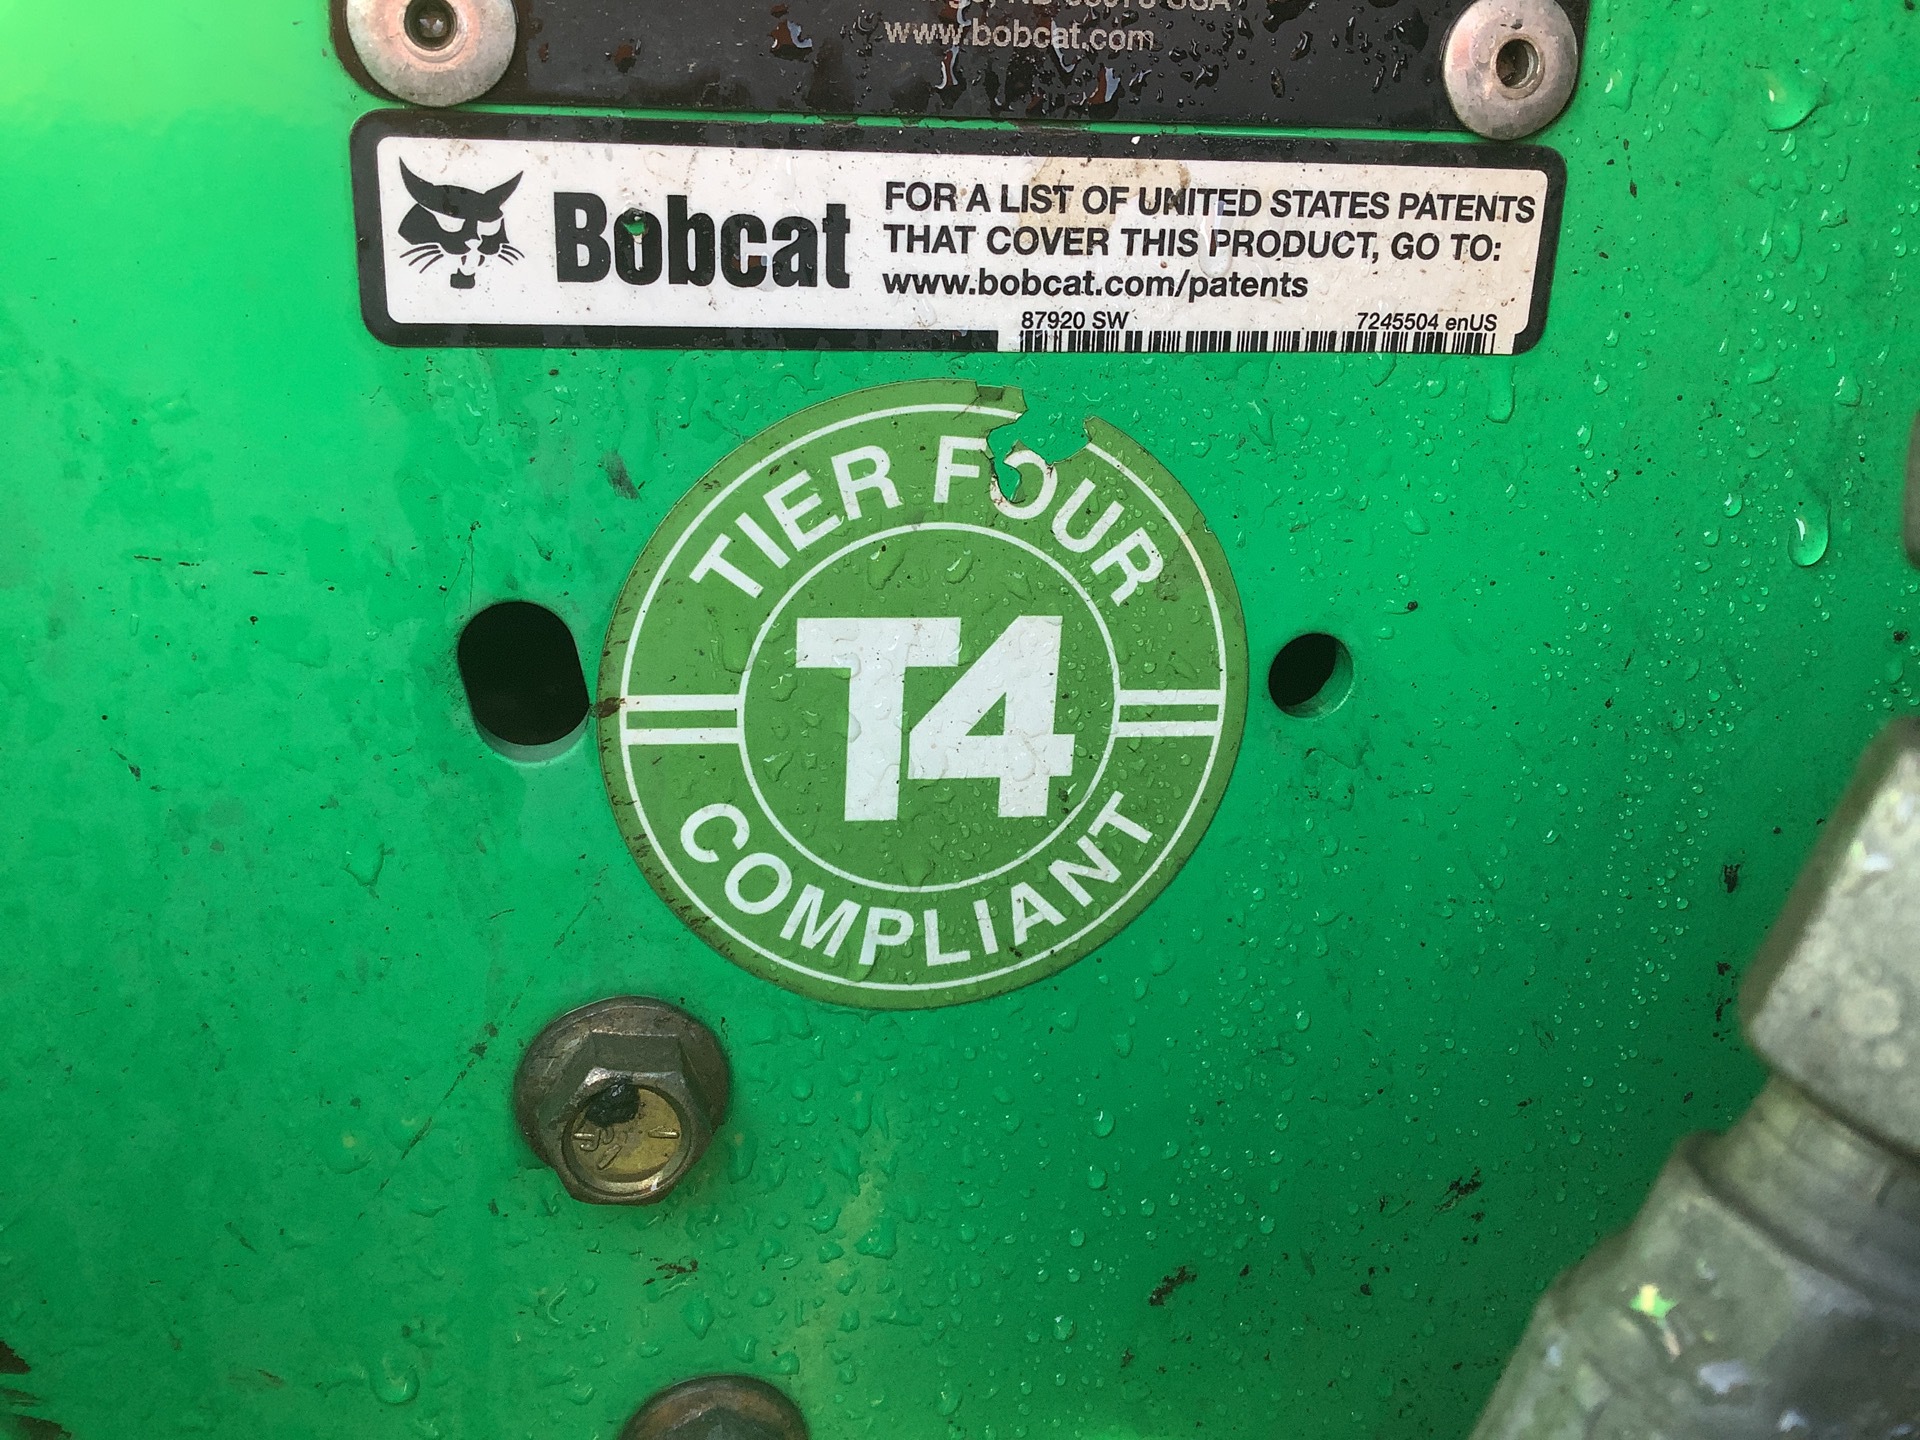 www.bobcat.com
Bobcat
FOR A LIST OF UNITED STATES PATENTS
THAT COVER THIS PRODUCT, GO TO:
www.bobcat.com/patents
87920 SW 7245504 enUS
TIER FOUR
T4
COMPLIANT